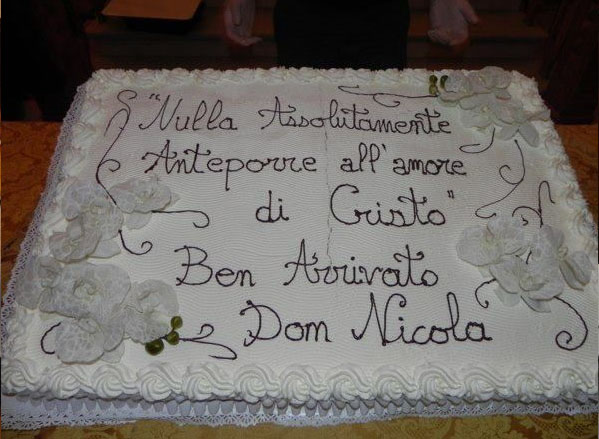 "Nulla Assolutamente
Anteporre all'amore
di Cristo"
Ben Arrivato
Dom Nicola